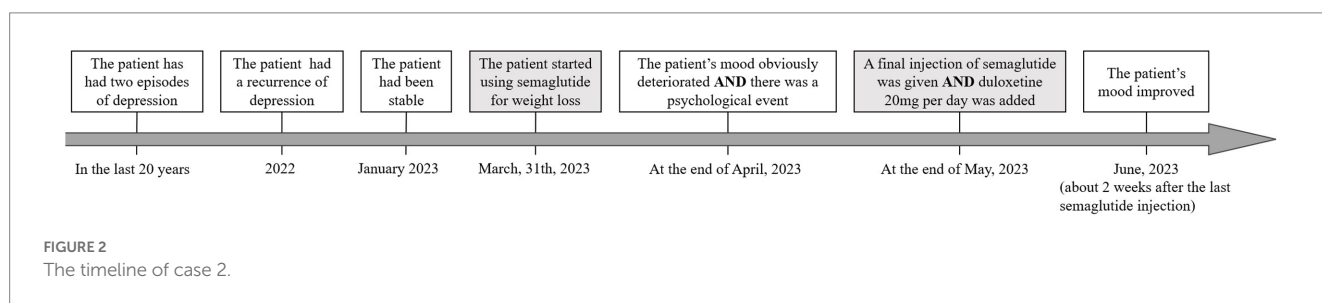 The patient has
had two episodes
of depression
The patient had
a recurrence of
depression
The patient
had been
stable
The patient started
using semaglutide
for weight loss
The patient's mood obviously
deteriorated AND there was a
psychological event
A final injection of semaglutide
was given AND duloxetine
20mg per day was added
The patient's
mood improved
In the last 20 years
2022
January 2023
March, 31th, 2023
At the end of April, 2023
At the end of May, 2023
June, 2023
(about 2 weeks after the last
semaglutide injection)
FIGURE 2
The timeline of case 2.